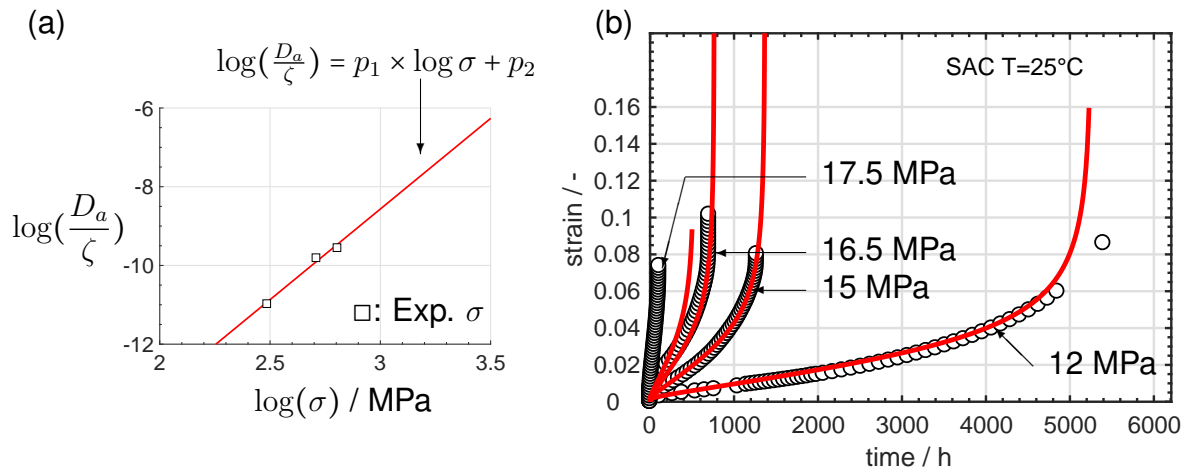 (a)
log(D_a/ζ) = p_1 × log σ + p_2
-6
-8
-10
-12
log(D_a/ζ)
□: Exp. σ
2 2.5 3 3.5
log(σ) / MPa
(b)
SAC T=25°C
0.16
0.14
0.12
0.1
0.08
0.06
0.04
0.02
0
strain / -
17.5 MPa
16.5 MPa
15 MPa
12 MPa
0 1000 2000 3000 4000 5000 6000
time / h